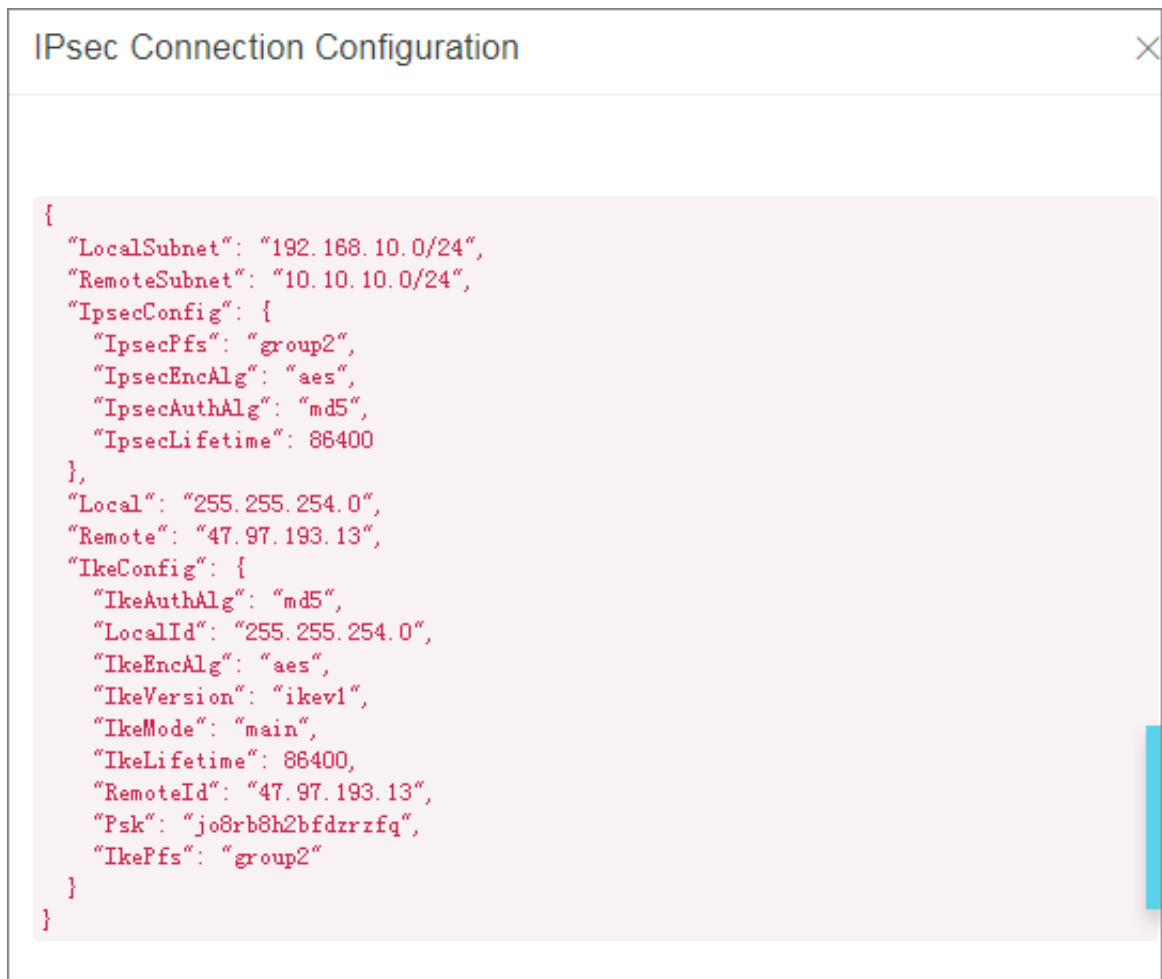 IPsec Connection Configuration
{
"LocalSubnet": "192.168.10.0/24",
"RemoteSubnet": "10.10.10.0/24",
"IpsecConfig": {
"IpsecPfs": "group2",
"IpsecEncAlg": "aes",
"IpsecAuthAlg": "md5",
"IpsecLifetime": 86400
},
"Local": "255.255.254.0",
"Remote": "47.97.193.13",
"IkeConfig": {
"IkeAuthAlg": "md5",
"LocalId": "255.255.254.0",
"IkeEncAlg": "aes",
"IkeVersion": "ikev1",
"IkeMode": "main",
"IkeLifetime": 86400,
"RemoteId": "47.97.193.13",
"Psk": "jo8rb8h2bfdzrzfq",
"IkePfs": "group2"
}
}